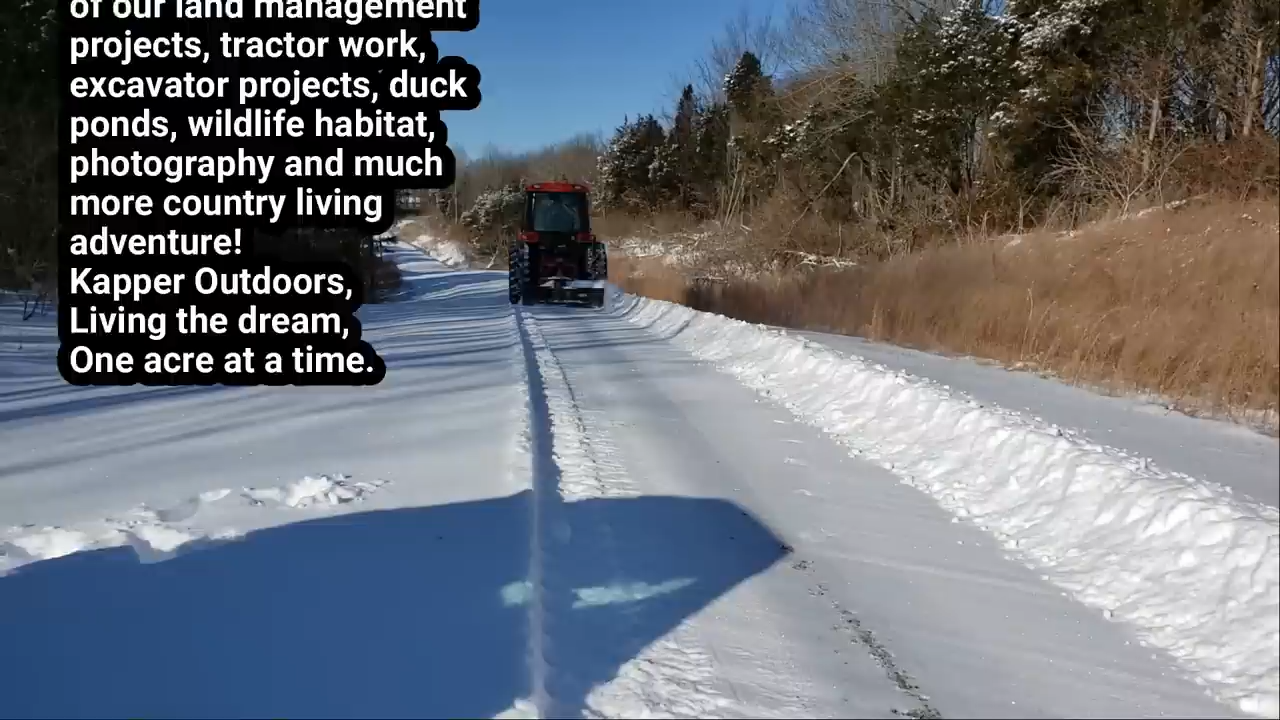 of our land management
projects, tractor work,
excavator projects, duck
ponds, wildlife habitat,
photography and much
more country living
adventure!
Kapper Outdoors,
Living the dream,
One acre at a time.